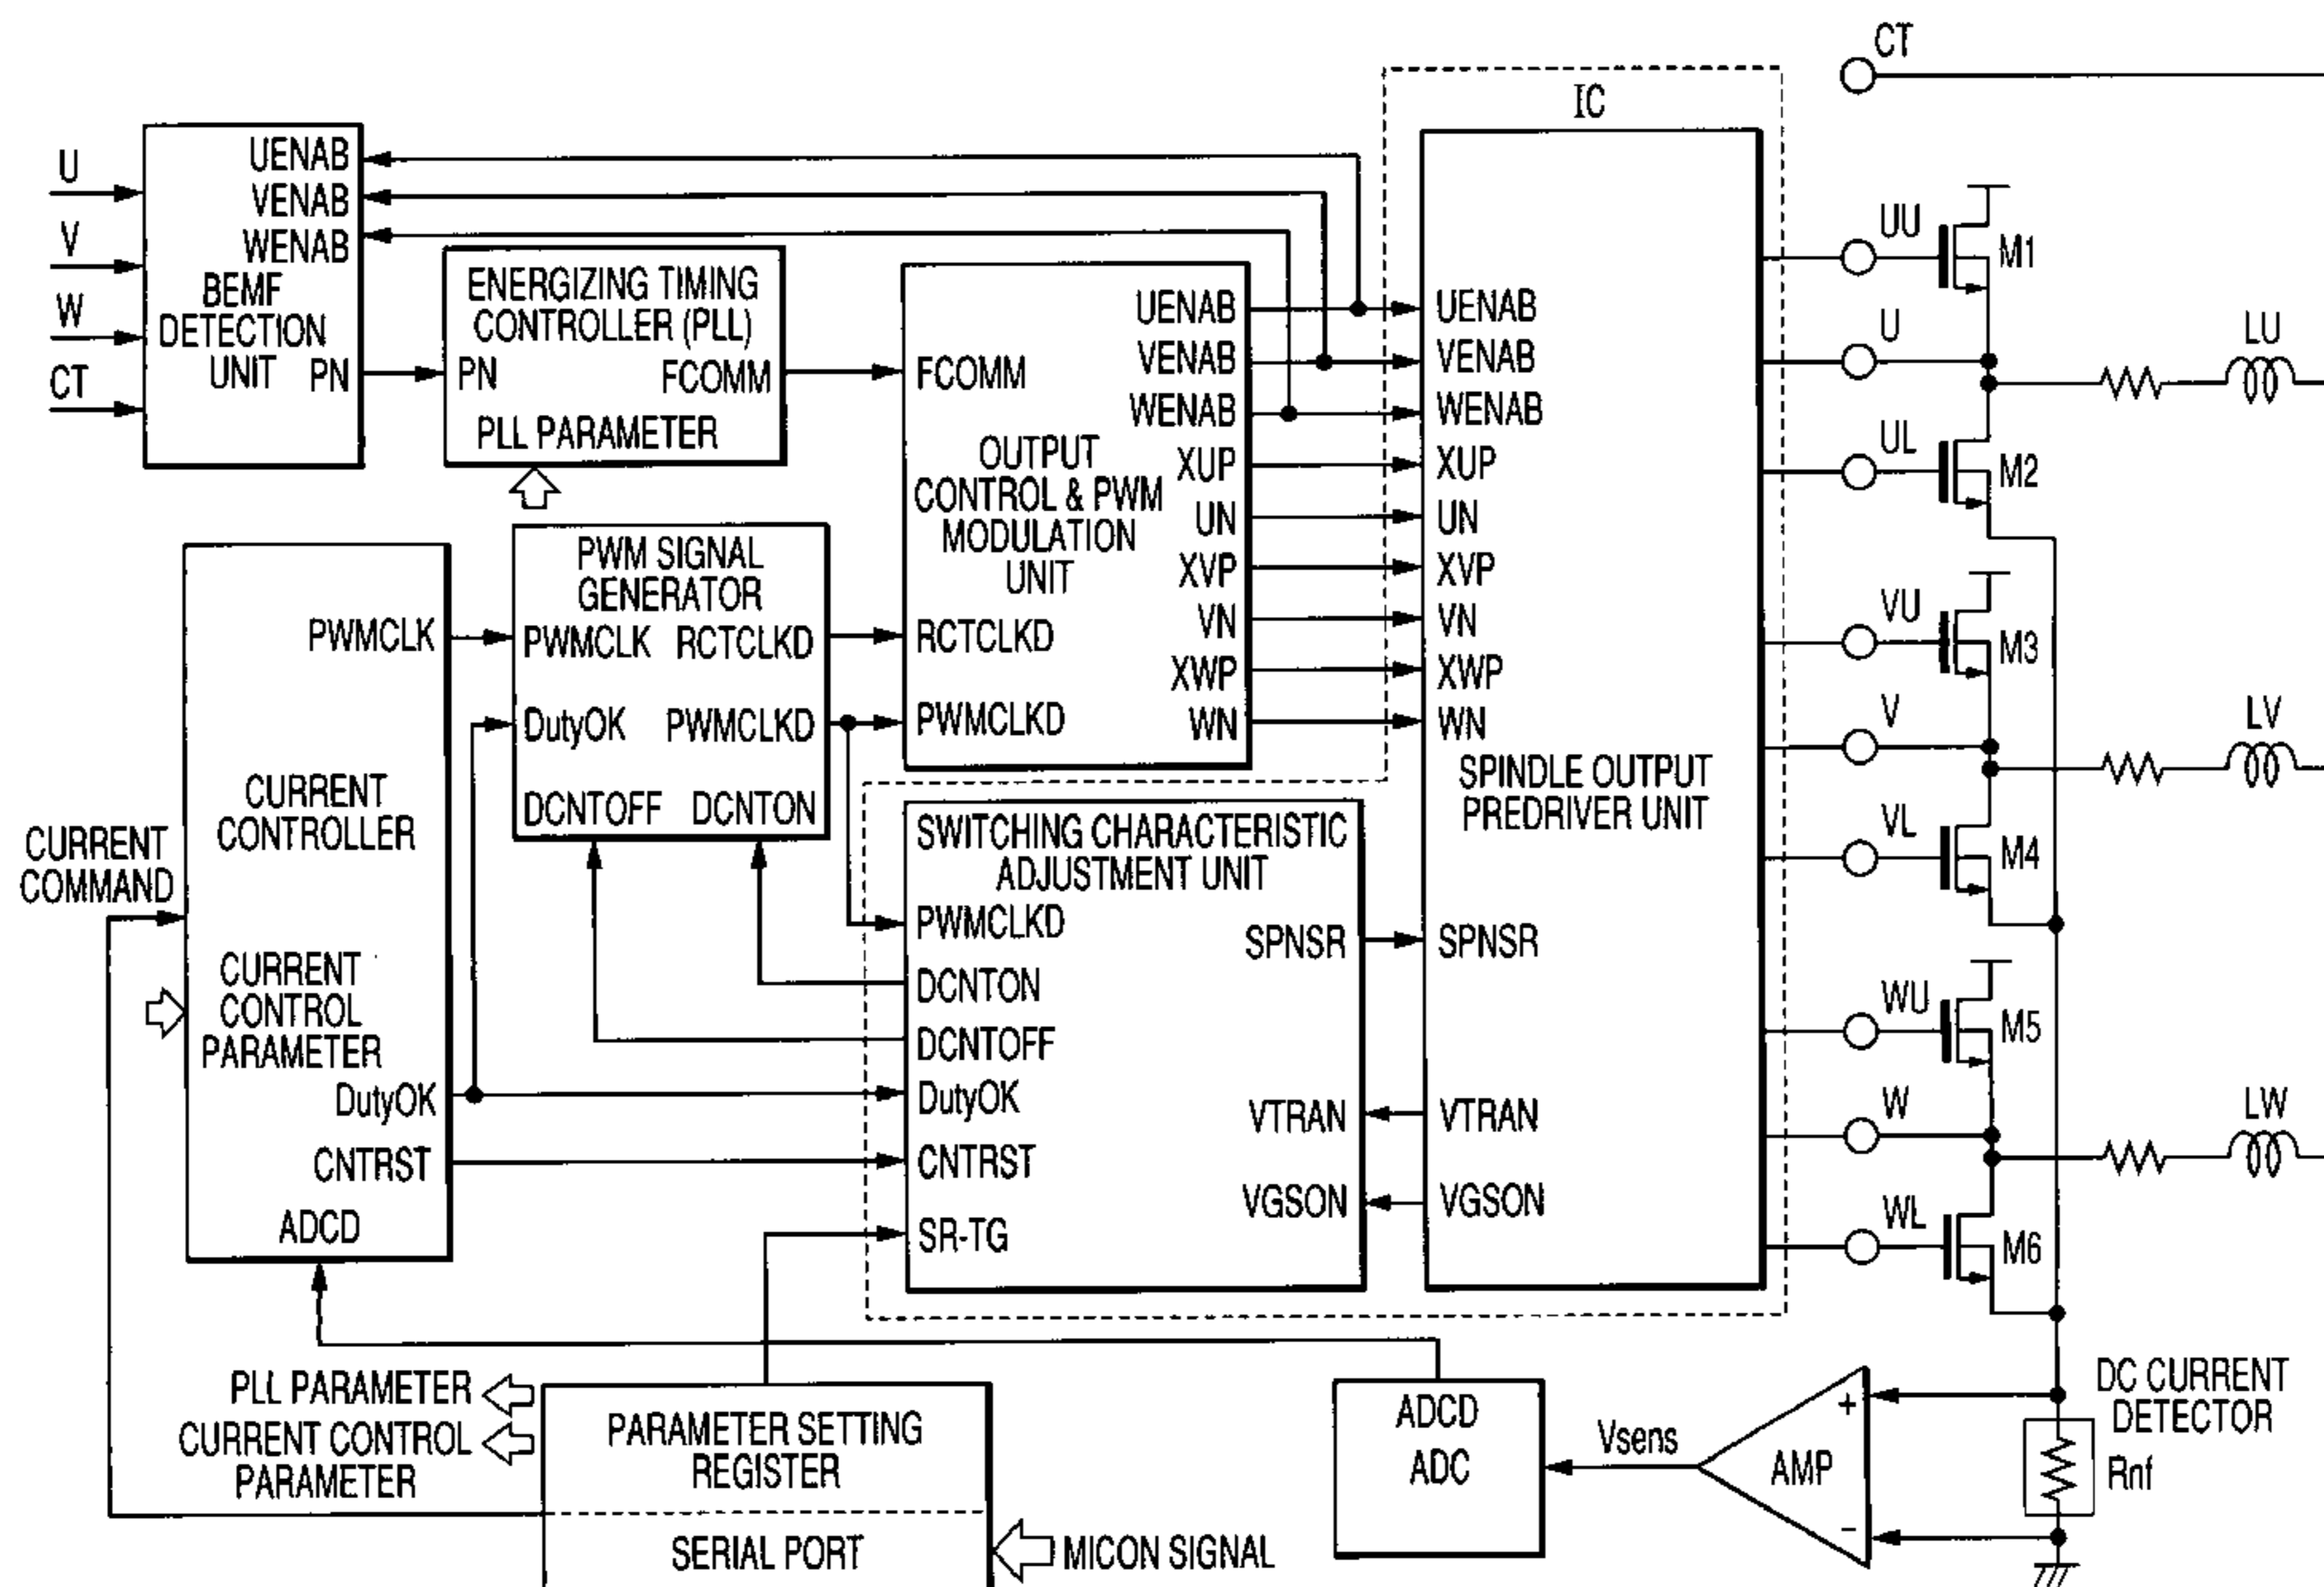 CT
IC
U
V
W
CT
UENAB
VENAB
WENAB
BEMF
DETECTION
UNIT
PN
ENERGIZING TIMING
CONTROLLER (PLL)
PN
FCOMM
PLL PARAMETER
FCOMM
UENAB
VENAB
WENAB
OUTPUT
CONTROL & PWM
MODULATION
UNIT
XUP
UN
XVP
VN
XWP
WN
RCTCLKD
PWMCLKD
UENAB
VENAB
WENAB
XUP
UN
XVP
VN
XWP
WN
SPINDLE OUTPUT
PREDRIVER UNIT
SPNSR
VTRAN
VGSON
PWM SIGNAL
GENERATOR
PWMCLK
RCTCLKD
DutyOK
PWMCLKD
DCNTOFF
DCNTON
PWMCLK
CURRENT
CONTROLLER
CURRENT
COMMAND
CURRENT
CONTROL
PARAMETER
DutyOK
CNTRST
ADCD
SWITCHING CHARACTERISTIC
ADJUSTMENT UNIT
PWMCLKD
SPNSR
DCNTON
DCNTOFF
DutyOK
VTRAN
CNTRST
VGSON
SR-TG
UU
M1
U
LU
UL
M2
VU
M3
V
LV
VL
M4
WU
M5
W
LW
WL
M6
PLL PARAMETER
CURRENT CONTROL
PARAMETER
PARAMETER SETTING
REGISTER
SERIAL PORT
MICON SIGNAL
ADCD
ADC
Vsens
AMP
+
−
DC CURRENT
DETECTOR
Rnf